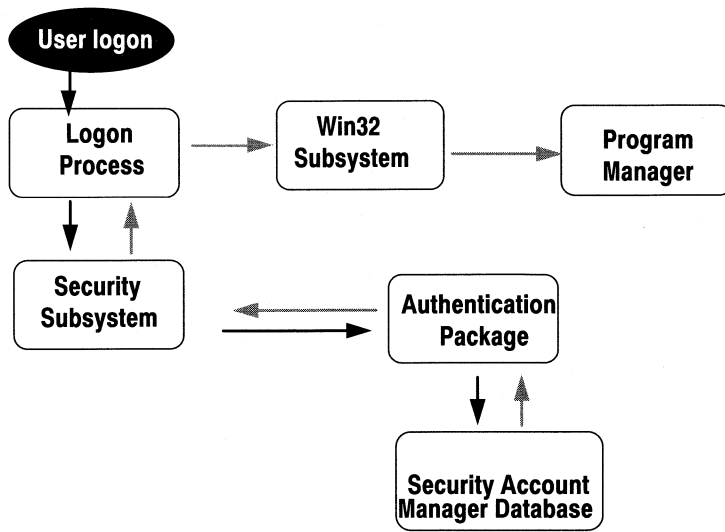 User logon
Logon
Process
Win32
Subsystem
Program
Manager
Security
Subsystem
Authentication
Package
Security Account
Manager Database